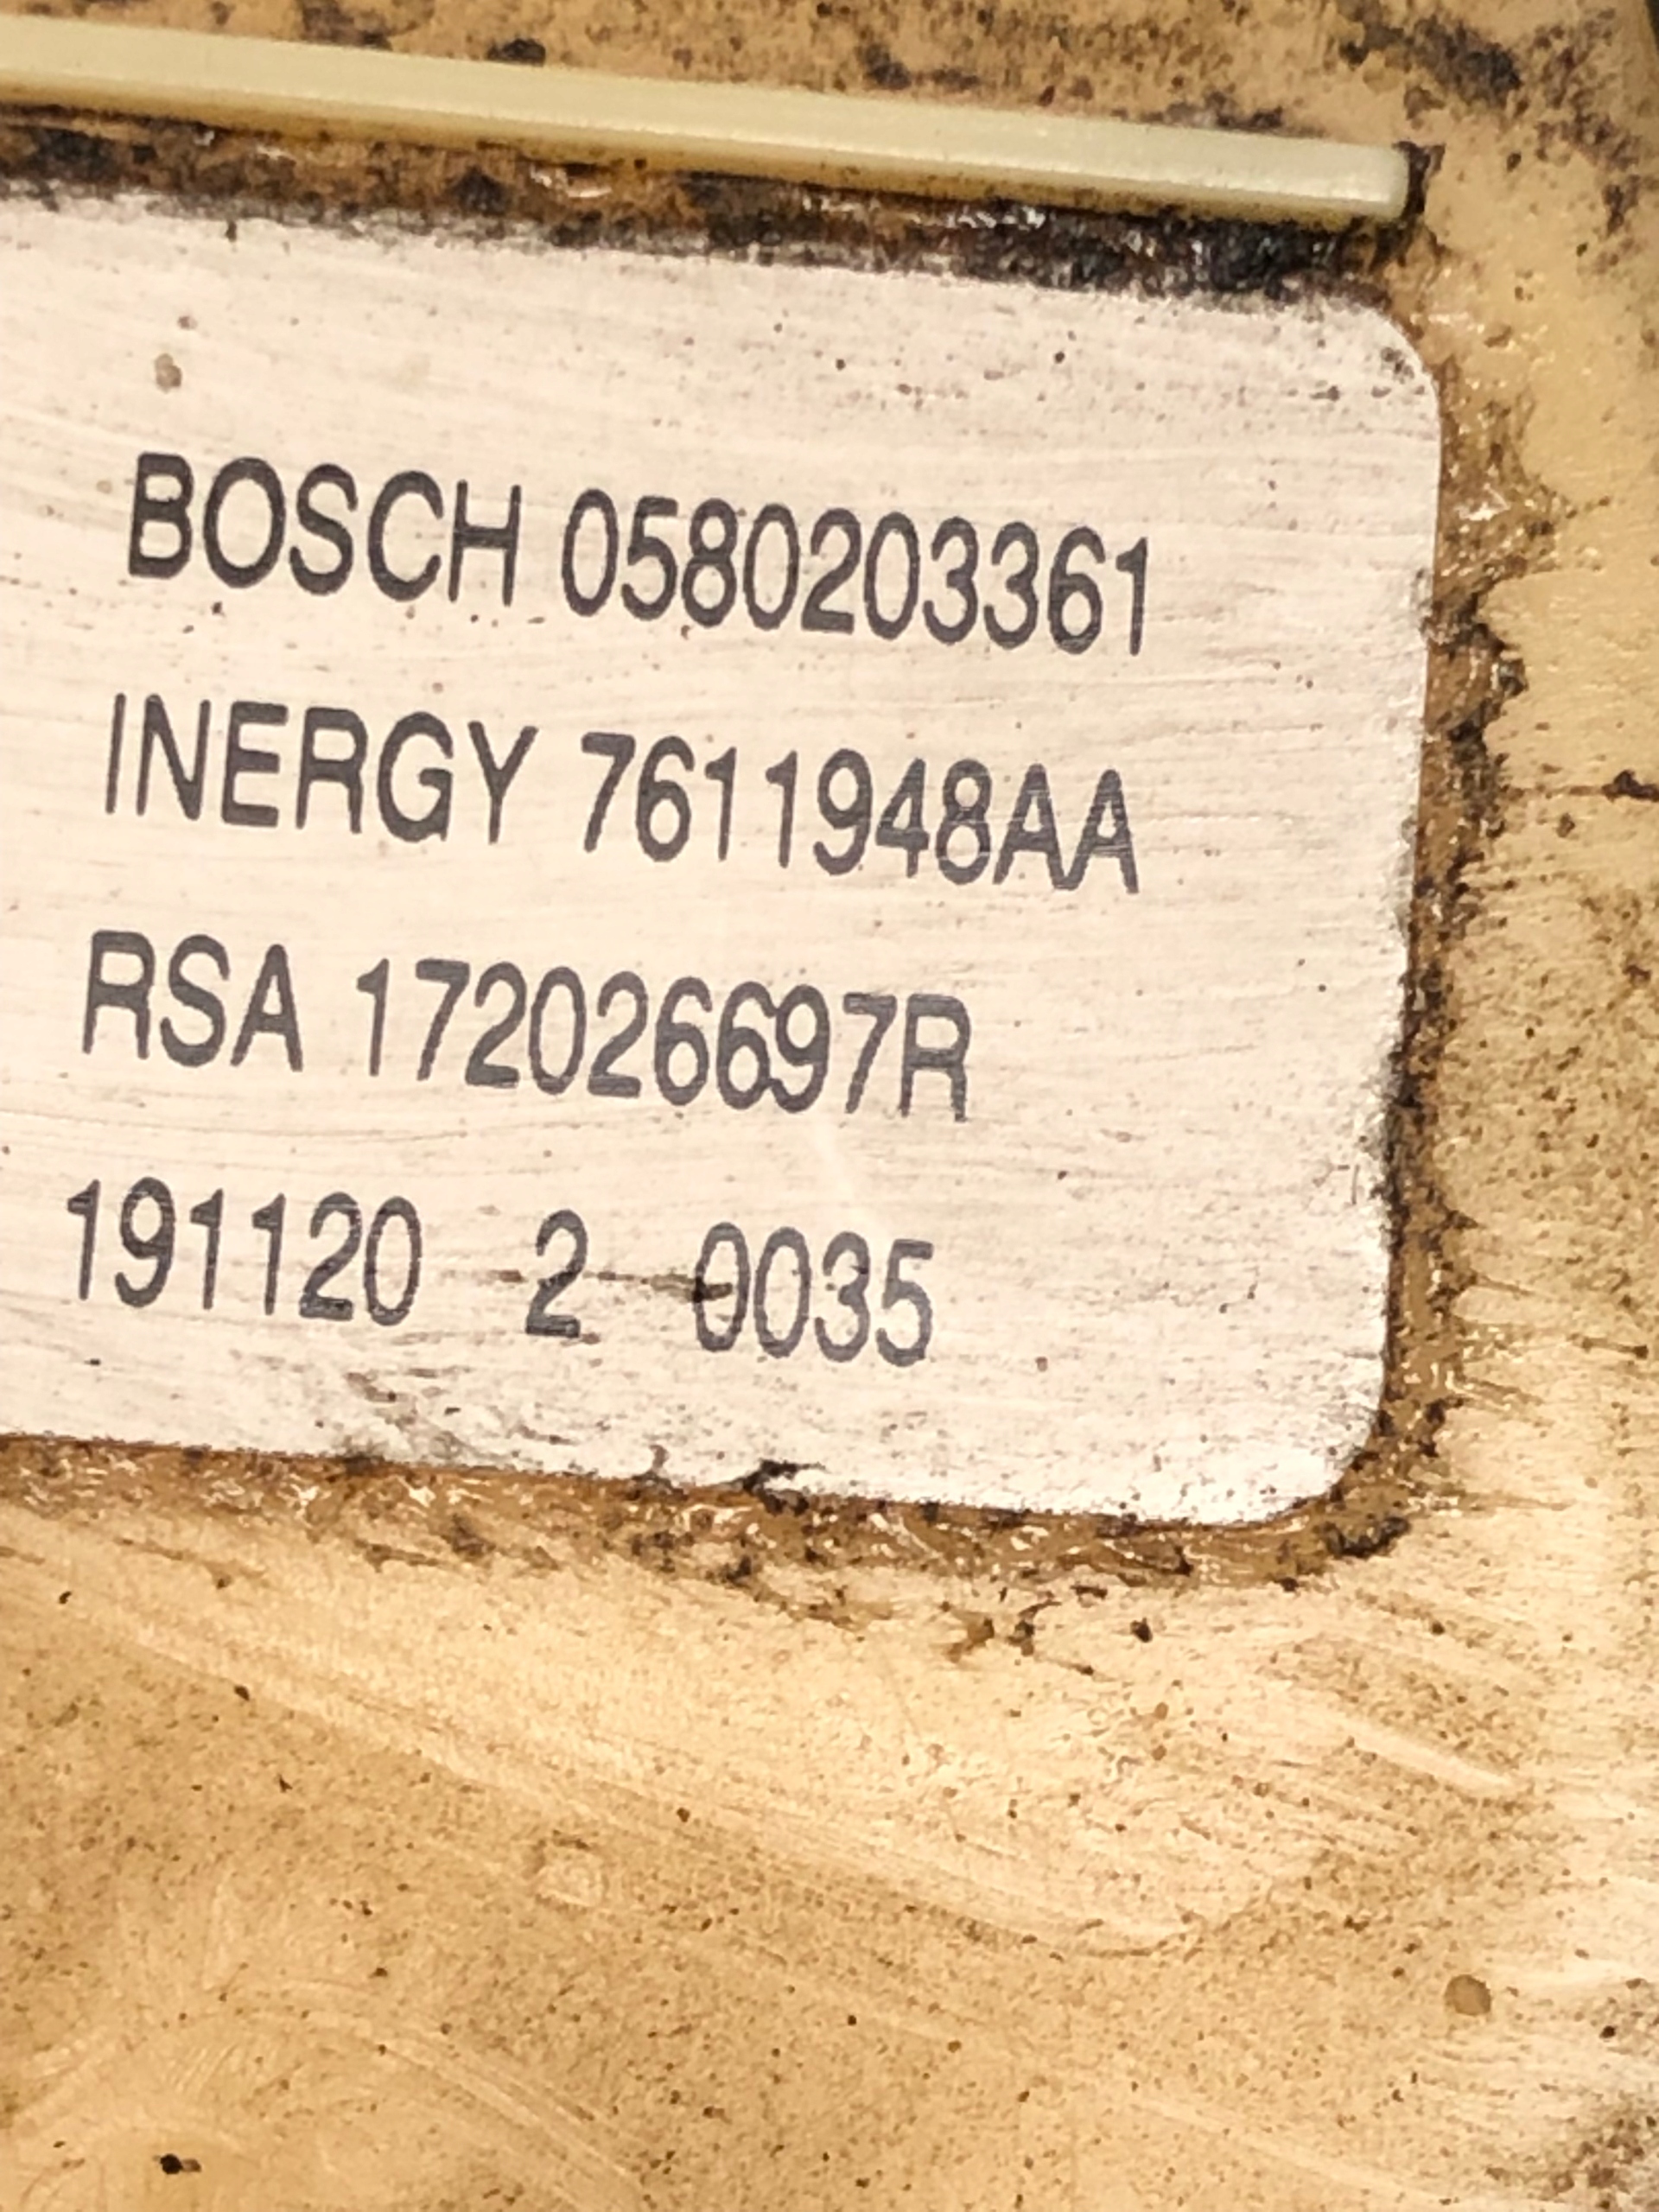 BOSCH 0580203361
INERGY 7611948AA
RSA 172026697R
191120 2 0035